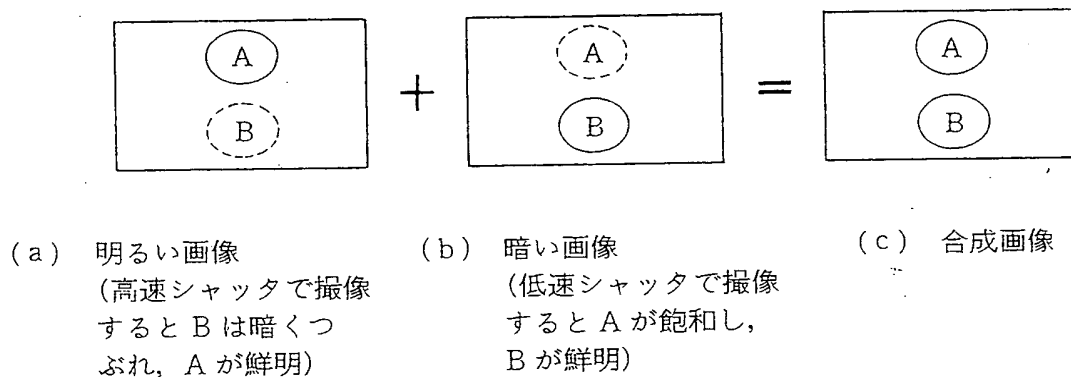 A
B
+
A
B
=
A
B
(a) 明るい画像
(高速シャッタで撮像
するとBは暗くつ
ぶれ，Aが鮮明)
(b) 暗い画像
(低速シャッタで撮像
するとAが飽和し，
Bが鮮明)
(c) 合成画像